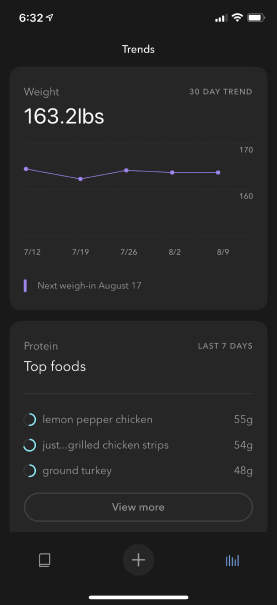 6:32
Trends
Weight 30 DAY TREND
163.2lbs
170
160
7/12 7/19 7/26 8/2 8/9
Next weigh-in August 17
Protein LAST 7 DAYS
Top foods
lemon pepper chicken 55g
just...grilled chicken strips 54g
ground turkey 48g
View more